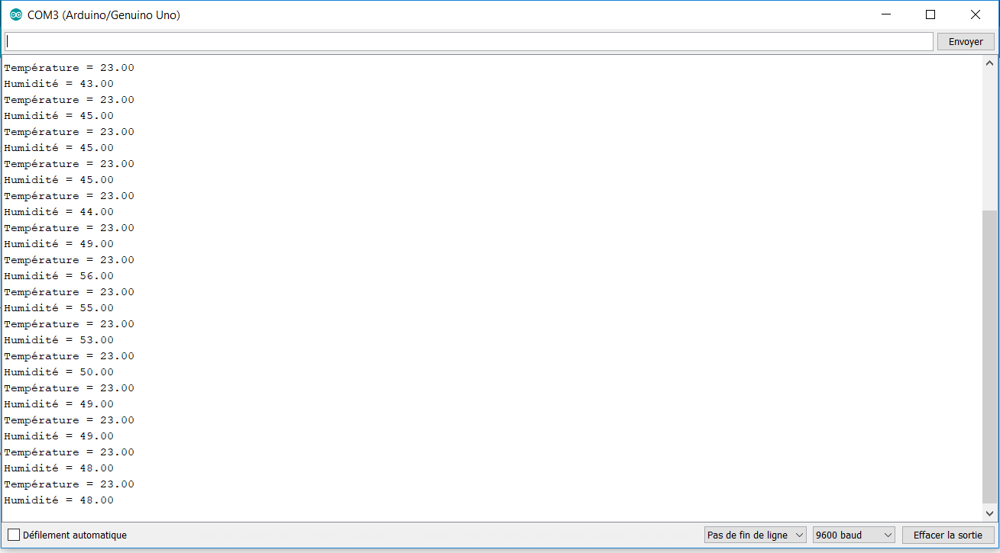 COM3 (Arduino/Genuino Uno)
Envoyer
Température = 23.00
Humidité = 43.00
Température = 23.00
Humidité = 45.00
Température = 23.00
Humidité = 45.00
Température = 23.00
Humidité = 45.00
Température = 23.00
Humidité = 44.00
Température = 23.00
Humidité = 49.00
Température = 23.00
Humidité = 56.00
Température = 23.00
Humidité = 55.00
Température = 23.00
Humidité = 53.00
Température = 23.00
Humidité = 50.00
Température = 23.00
Humidité = 49.00
Température = 23.00
Humidité = 49.00
Température = 23.00
Humidité = 48.00
Température = 23.00
Humidité = 48.00
Défilement automatique Pas de fin de ligne 9600 baud Effacer la sortie